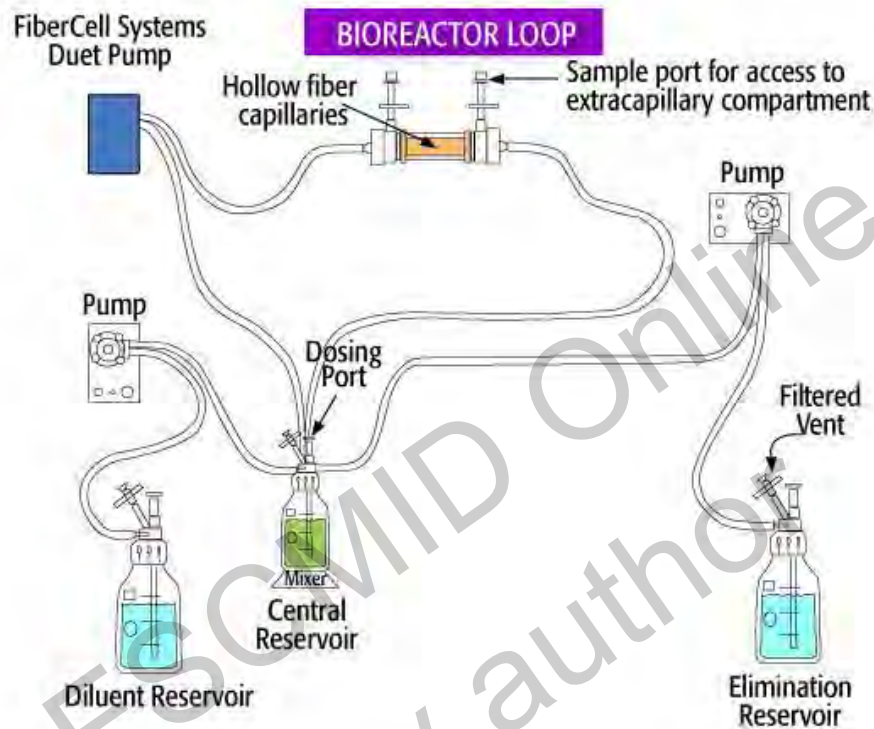 FiberCell Systems
Duet Pump
BIOREACTOR LOOP
Hollow fiber
capillaries
Sample port for access to
extracapillary compartment
Pump
Pump
Dosing
Port
Filtered
Vent
Mixer
Central
Reservoir
Diluent Reservoir
Elimination
Reservoir
ESCMID Online
y author